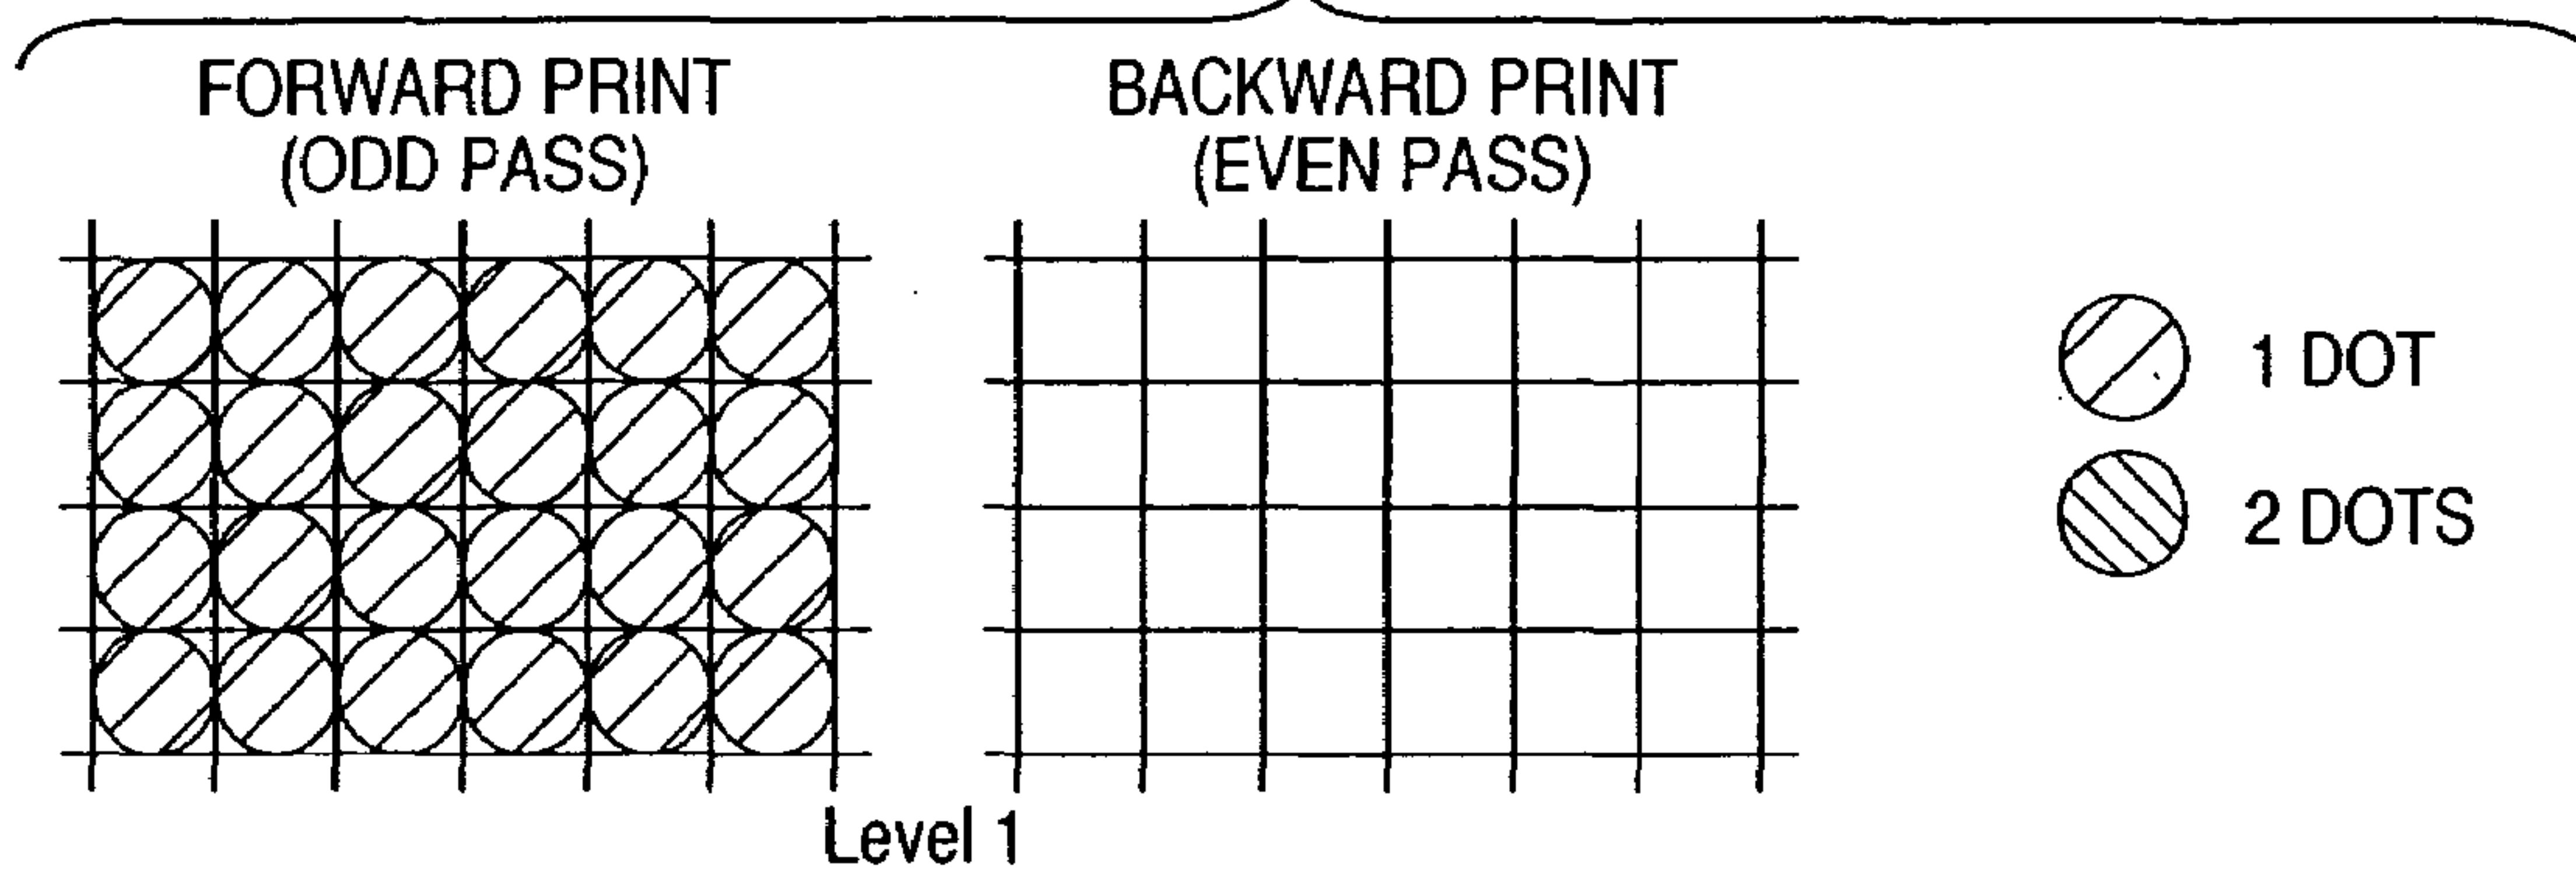 FORWARD PRINT
(ODD PASS)
BACKWARD PRINT
(EVEN PASS)
1 DOT
2 DOTS
Level 1